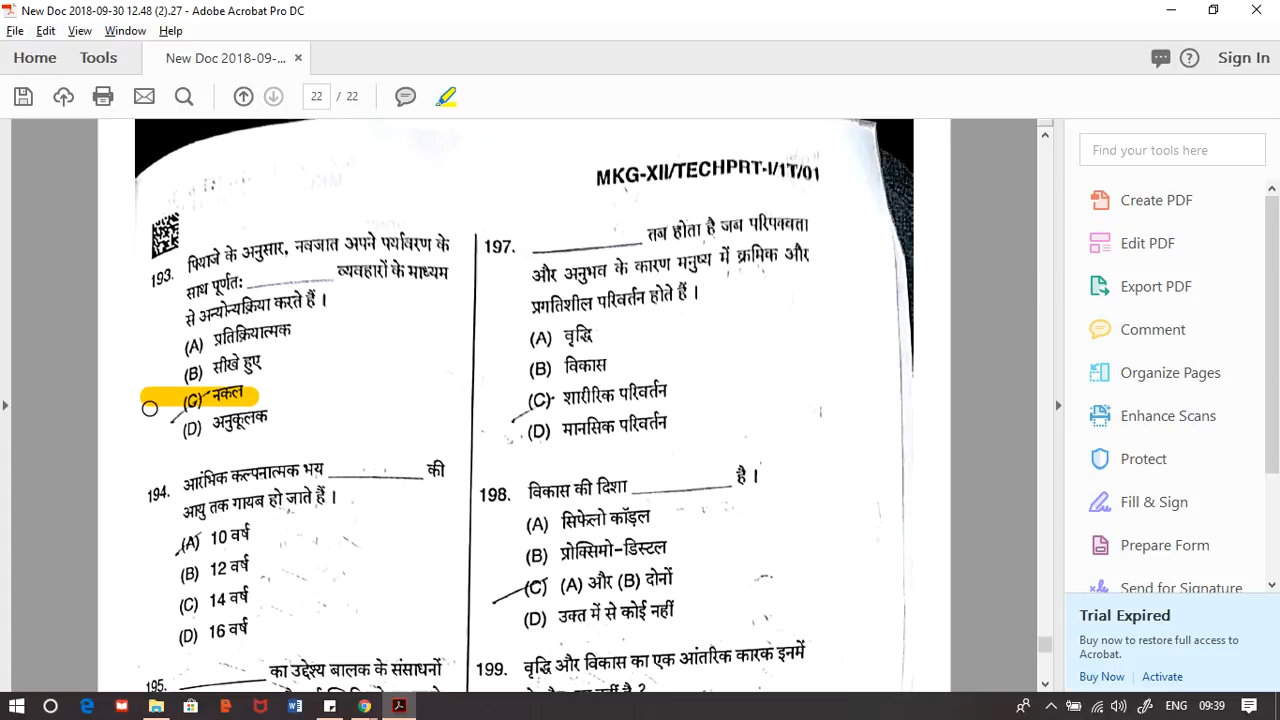 New Doc 2018-09-30 12.48 (2).27 - Adobe Acrobat Pro DC
File Edit View Window Help
Home Tools New Doc 2018-09-... × Sign In
22 / 22
MKG-XII/TECHPRT-I/1T/01
193. पियाजे के अनुसार, नवजात अपने पर्यावरण के
साथ पूर्णत: __________ व्यवहारों के माध्यम
से अन्योन्यक्रिया करते हैं ।
(A) प्रतिक्रियात्मक
(B) सीखे हुए
(C) नकल
(D) अनुकूलक
194. आरंभिक कल्पनात्मक भय __________ की
आयु तक गायब हो जाते हैं ।
(A) 10 वर्ष
(B) 12 वर्ष
(C) 14 वर्ष
(D) 16 वर्ष
195. __________ का उद्देश्य बालक के संसाधनों
197. __________ तब होता है जब परिपक्वता
और अनुभव के कारण मनुष्य में क्रमिक और
प्रगतिशील परिवर्तन होते हैं ।
(A) वृद्धि
(B) विकास
(C) शारीरिक परिवर्तन
(D) मानसिक परिवर्तन
198. विकास की दिशा __________ है ।
(A) सिफेलो कॉड़ल
(B) प्रोक्सिमो-डिस्टल
(C) (A) और (B) दोनों
(D) उक्त में से कोई नहीं
199. वृद्धि और विकास का एक आंतरिक कारक इनमें
Find your tools here
Create PDF
Edit PDF
Export PDF
Comment
Organize Pages
Enhance Scans
Protect
Fill & Sign
Prepare Form
Send for Signature
Trial Expired
Buy now to restore full access to
Acrobat.
Buy Now Activate
ENG 09:39